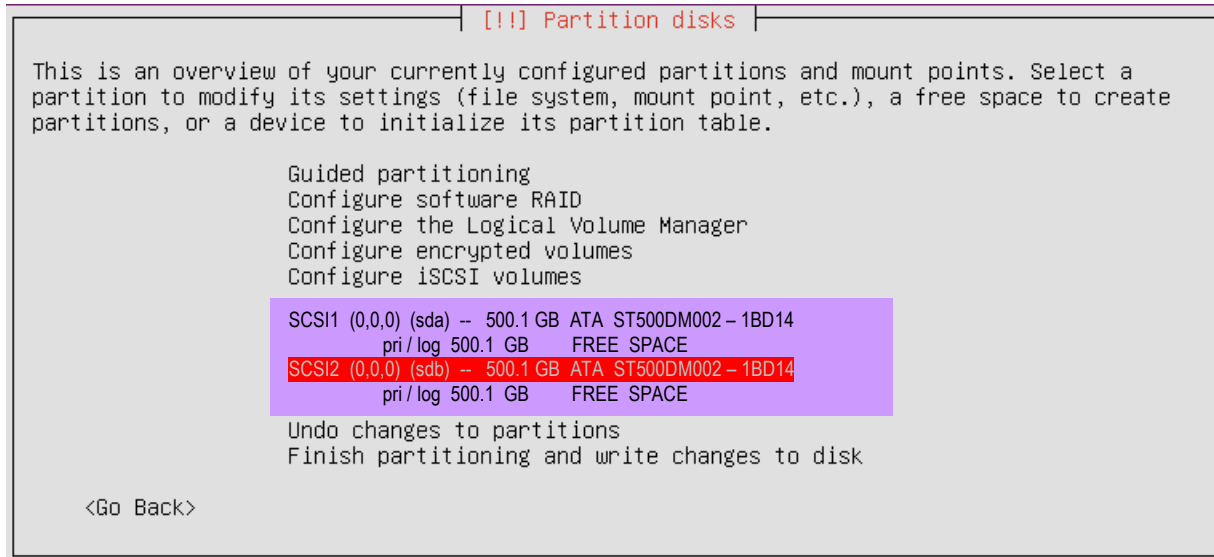 [!!] Partition disks
This is an overview of your currently configured partitions and mount points. Select a
partition to modify its settings (file system, mount point, etc.), a free space to create
partitions, or a device to initialize its partition table.
Guided partitioning
Configure software RAID
Configure the Logical Volume Manager
Configure encrypted volumes
Configure iSCSI volumes
SCSI1 (0,0,0) (sda) -- 500.1 GB ATA ST500DM002 – 1BD14
pri / log 500.1 GB FREE SPACE
SCSI2 (0,0,0) (sdb) -- 500.1 GB ATA ST500DM002 – 1BD14
pri / log 500.1 GB FREE SPACE
Undo changes to partitions
Finish partitioning and write changes to disk
<Go Back>